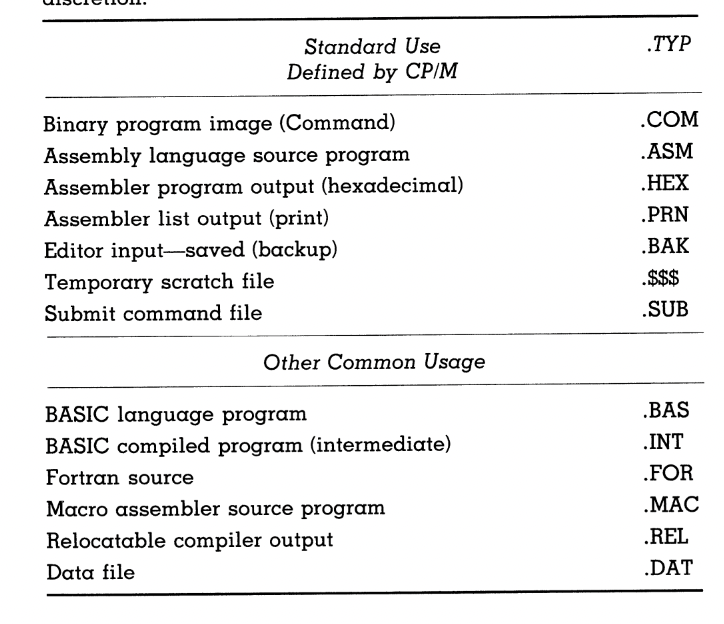 discretion.
Standard Use .TYP
Defined by CP/M
Binary program image (Command) .COM
Assembly language source program .ASM
Assembler program output (hexadecimal) .HEX
Assembler list output (print) .PRN
Editor input—saved (backup) .BAK
Temporary scratch file .$$$
Submit command file .SUB
Other Common Usage
BASIC language program .BAS
BASIC compiled program (intermediate) .INT
Fortran source .FOR
Macro assembler source program .MAC
Relocatable compiler output .REL
Data file .DAT